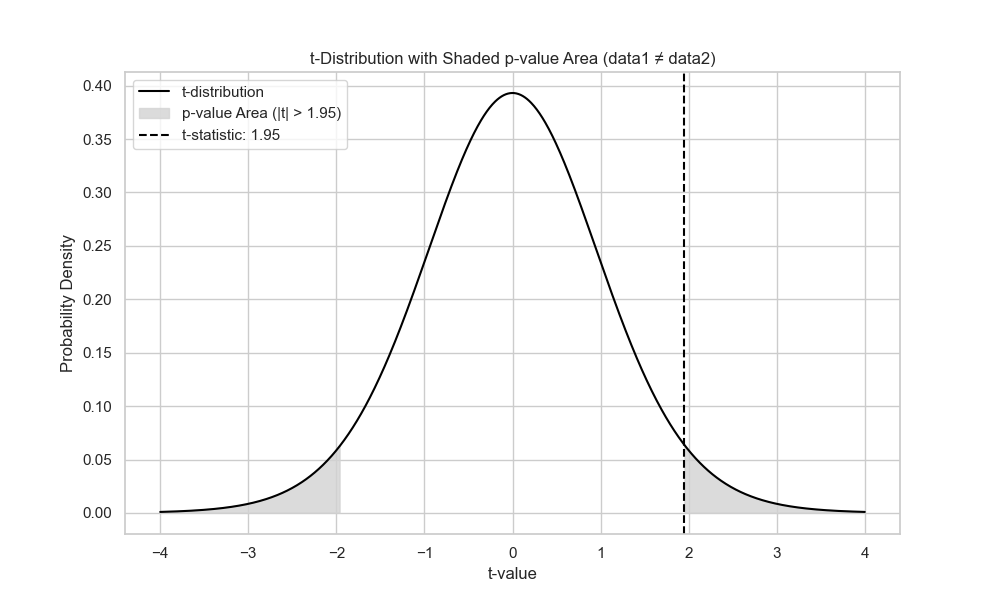 t-Distribution with Shaded p-value Area (data1 ≠ data2)
t-distribution
p-value Area (|t| > 1.95)
t-statistic: 1.95
Probability Density
0.40
0.35
0.30
0.25
0.20
0.15
0.10
0.05
0.00
−4 −3 −2 −1 0 1 2 3 4
t-value